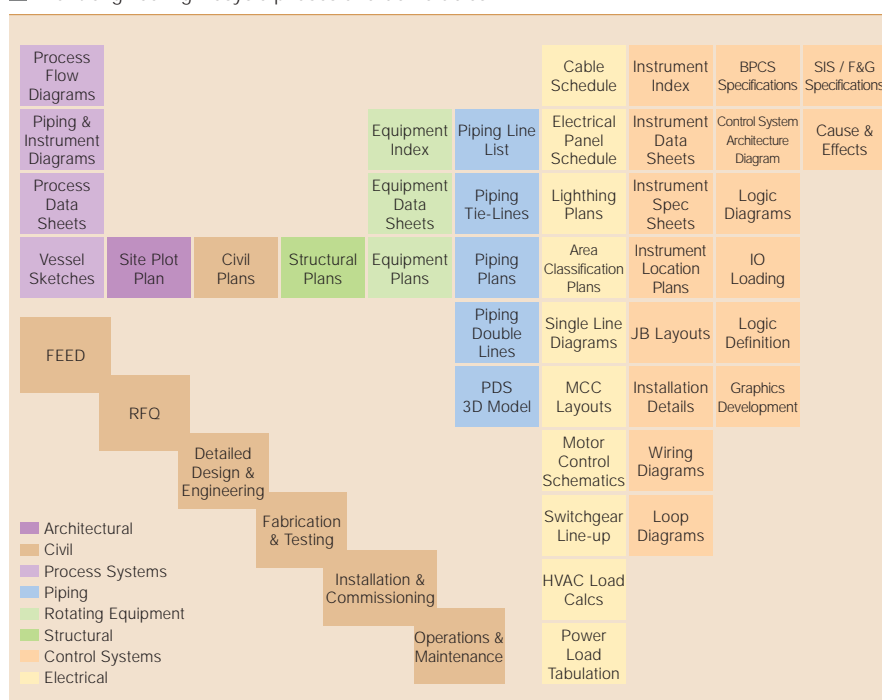 Process
Flow
Diagrams
Cable
Schedule
Instrument
Index
BPCS
Specifications
SIS / F&G
Specifications
Piping &
Instrument
Diagrams
Equipment
Index
Piping Line
List
Electrical
Panel
Schedule
Instrument
Data
Sheets
Control System
Architecture
Diagram
Cause &
Effects
Process
Data
Sheets
Equipment
Data
Sheets
Piping
Tie-Lines
Lighthing
Plans
Instrument
Spec
Sheets
Logic
Diagrams
Vessel
Sketches
Site Plot
Plan
Civil
Plans
Structural
Plans
Equipment
Plans
Piping
Plans
Area
Classification
Plans
Instrument
Location
Plans
IO
Loading
Piping
Double
Lines
Single Line
Diagrams
JB Layouts
Logic
Definition
PDS
3D Model
MCC
Layouts
Installation
Details
Graphics
Development
Motor
Control
Schematics
Wiring
Diagrams
Switchgear
Line-up
Loop
Diagrams
HVAC Load
Calcs
Power
Load
Tabulation
FEED
RFQ
Detailed
Design &
Engineering
Fabrication
& Testing
Installation &
Commissioning
Operations &
Maintenance
Architectural
Civil
Process Systems
Piping
Rotating Equipment
Structural
Control Systems
Electrical